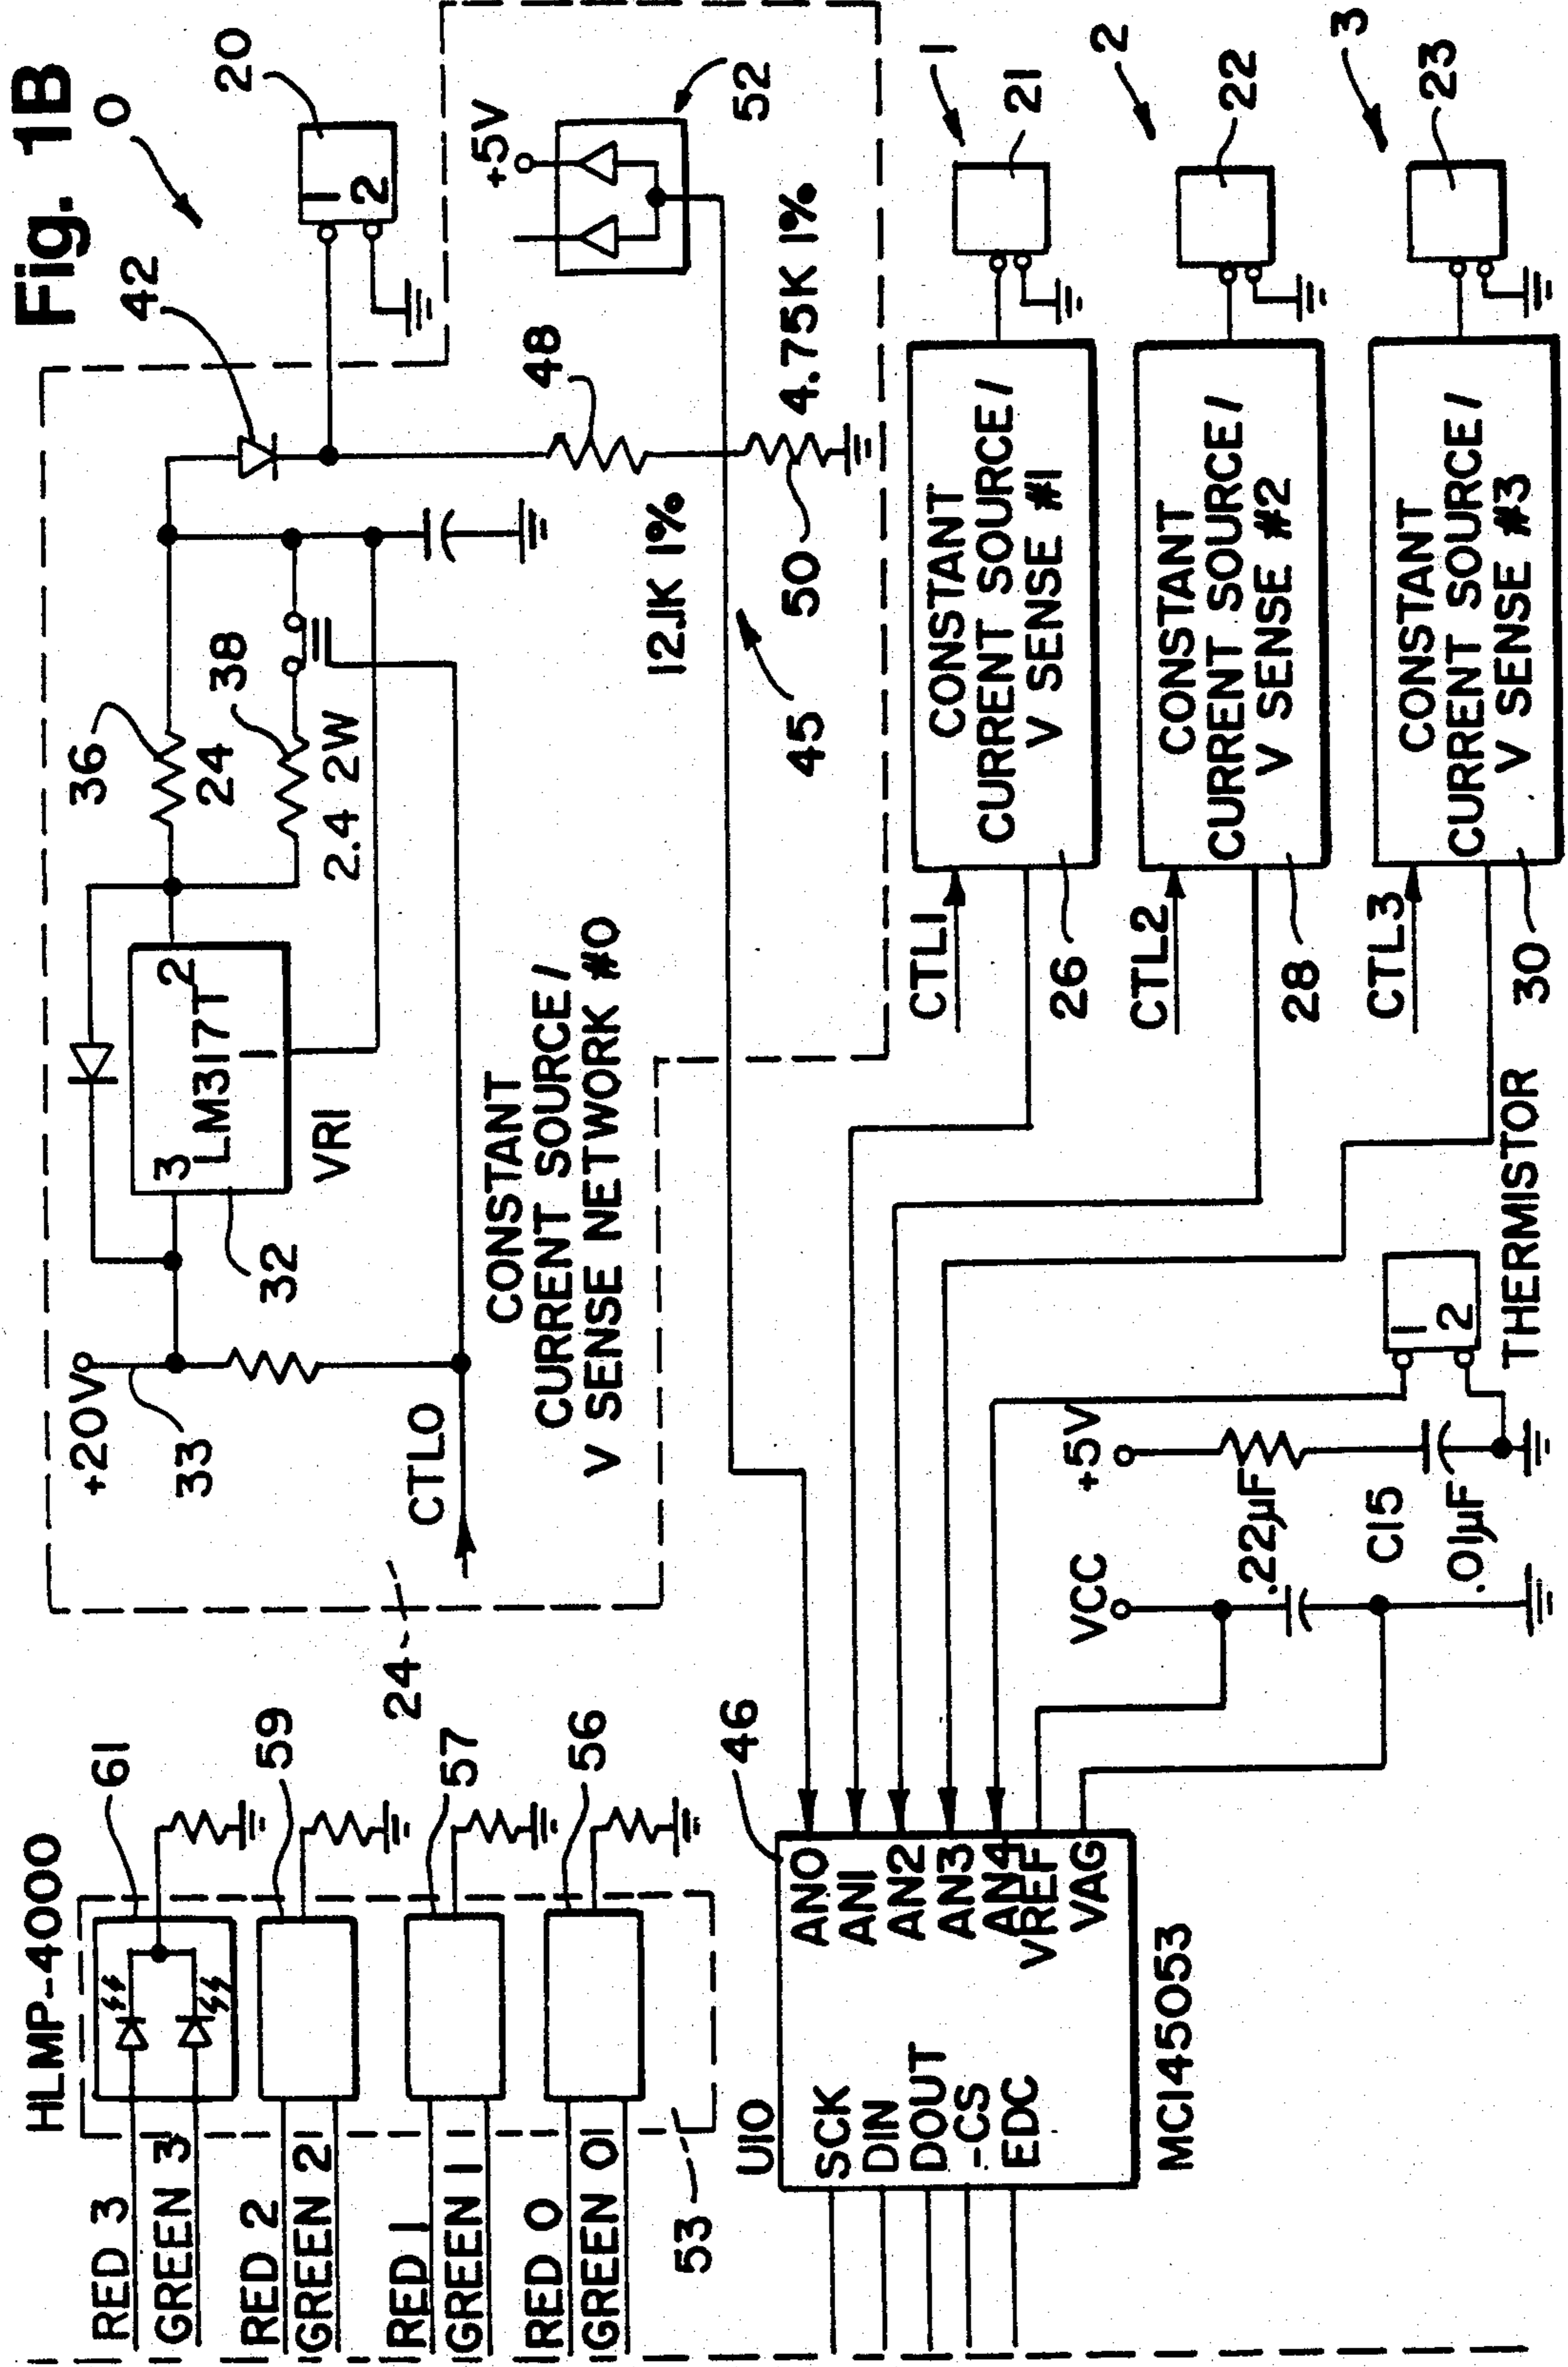 Fig. 1B
HLMP-4000
RED 3
GREEN 3
RED 2
GREEN 2
RED 1
GREEN 1
RED 0
GREEN 0
61
59
57
56
53
+20V
33
32
3
LM317T
2
1
VR1
36
24
38
2.4 2W
42
0
20
1
2
CTL0
24
CONSTANT
CURRENT SOURCE/
V SENSE NETWORK #0
12.1K 1%
48
45
50
4.75K 1%
+5V
52
U10
46
SCK
DIN
DOUT
-CS
EDC
AN0
AN1
AN2
AN3
AN4
VREF
VAG
MC145053
CTL1
26
CONSTANT
CURRENT SOURCE/
V SENSE #1
1
21
CTL2
28
CONSTANT
CURRENT SOURCE/
V SENSE #2
2
22
CTL3
30
CONSTANT
CURRENT SOURCE/
V SENSE #3
3
23
VCC
.22µF
+5V
C15
.01µF
1
2
THERMISTOR